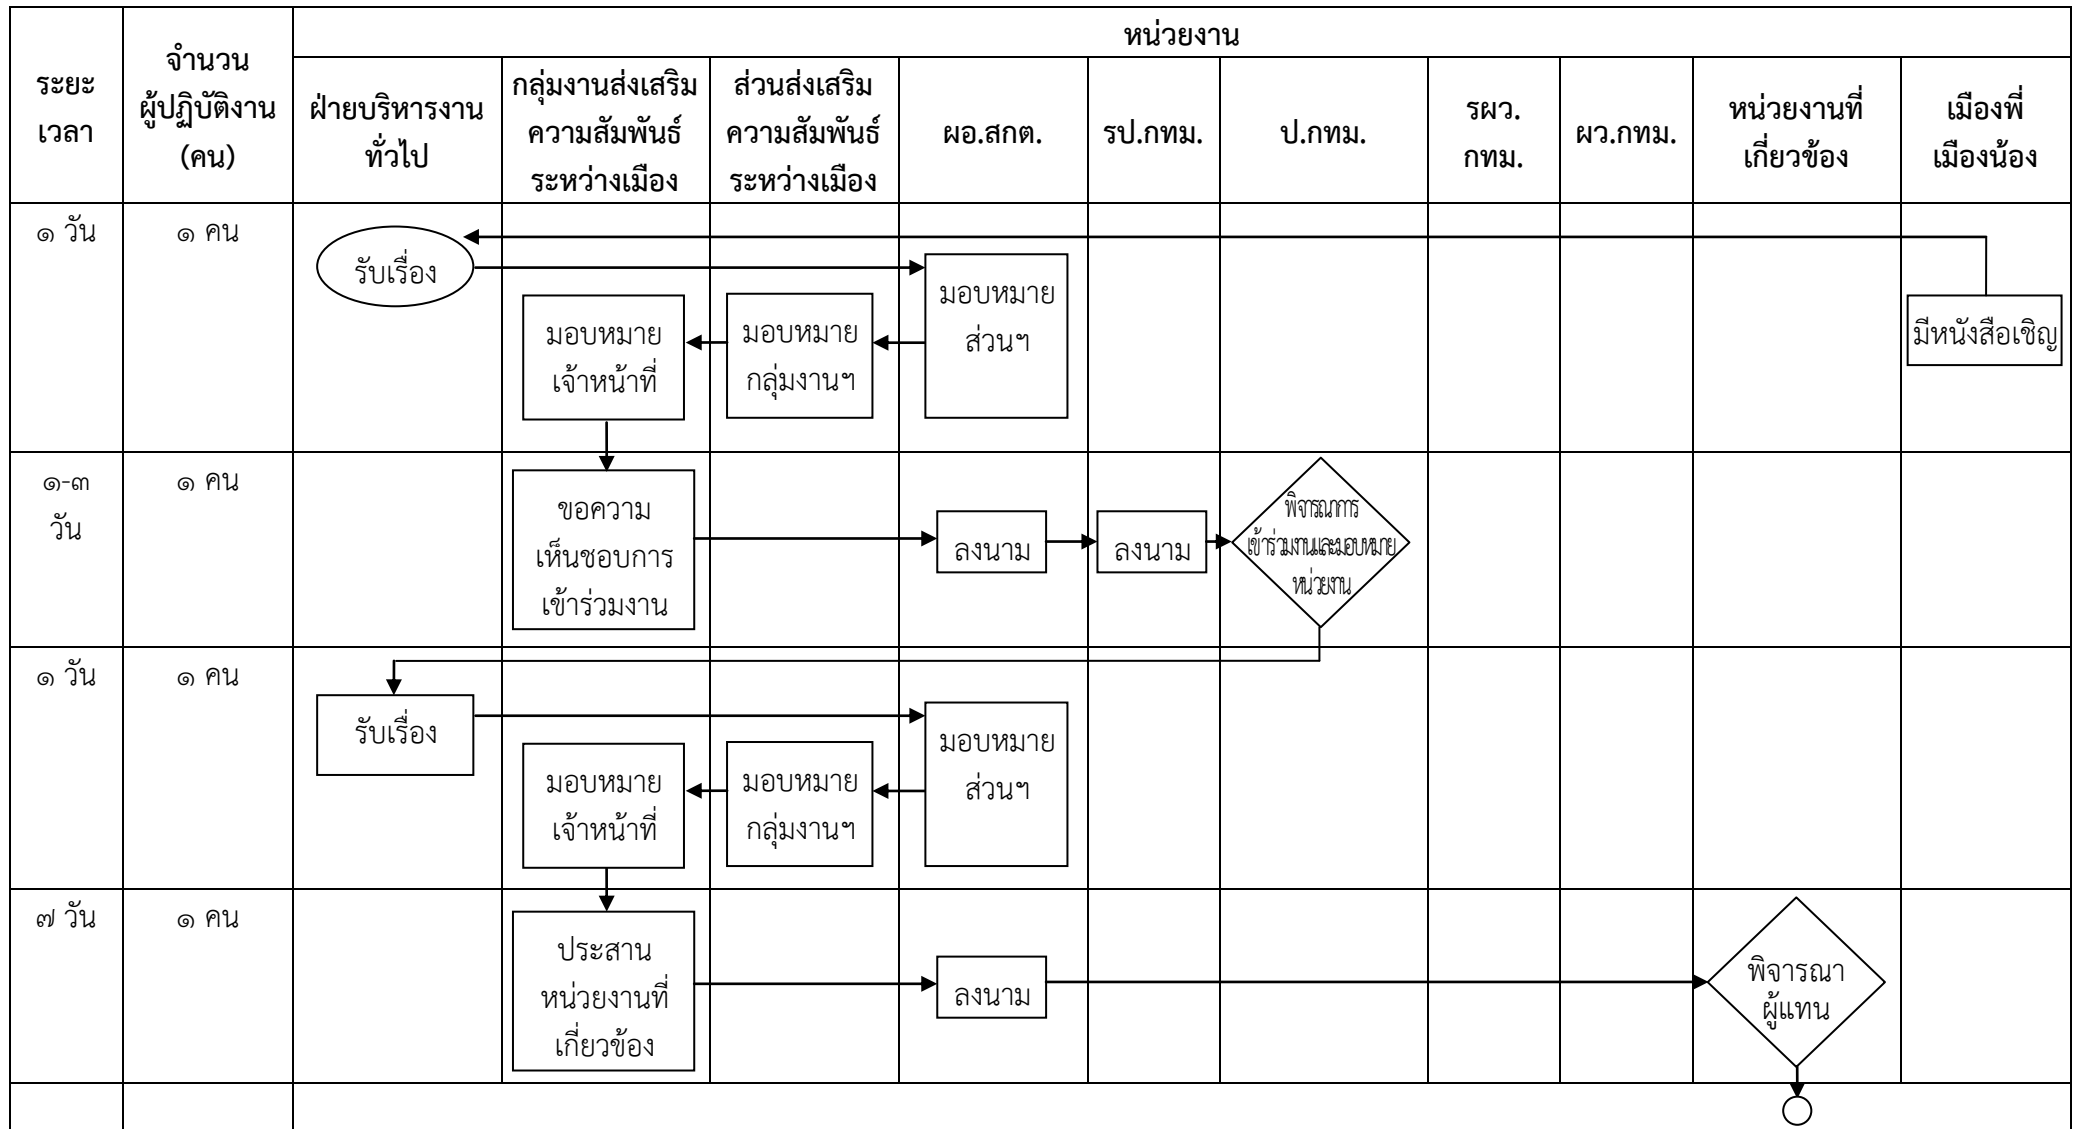 หน่วยงาน
ระยะ
เวลา
จำนวน
ผู้ปฏิบัติงาน
(คน)
ฝ่ายบริหารงาน
ทั่วไป
กลุ่มงานส่งเสริม
ความสัมพันธ์
ระหว่างเมือง
ส่วนส่งเสริม
ความสัมพันธ์
ระหว่างเมือง
ผอ.สกต.
รป.กทม.
ป.กทม.
รผว.
กทม.
ผว.กทม.
หน่วยงานที่
เกี่ยวข้อง
เมืองพี่
เมืองน้อง
๑ วัน
๑ คน
รับเรื่อง
มอบหมาย
เจ้าหน้าที่
มอบหมาย
กลุ่มงานฯ
มอบหมาย
ส่วนฯ
มีหนังสือเชิญ
๑-๓
วัน
๑ คน
ขอความ
เห็นชอบการ
เข้าร่วมงาน
ลงนาม
ลงนาม
พิจารณาการ
เข้าร่วมงานและมอบหมาย
หน่วยงาน
๑ วัน
๑ คน
รับเรื่อง
มอบหมาย
เจ้าหน้าที่
มอบหมาย
กลุ่มงานฯ
มอบหมาย
ส่วนฯ
๗ วัน
๑ คน
ประสาน
หน่วยงานที่
เกี่ยวข้อง
ลงนาม
พิจารณา
ผู้แทน